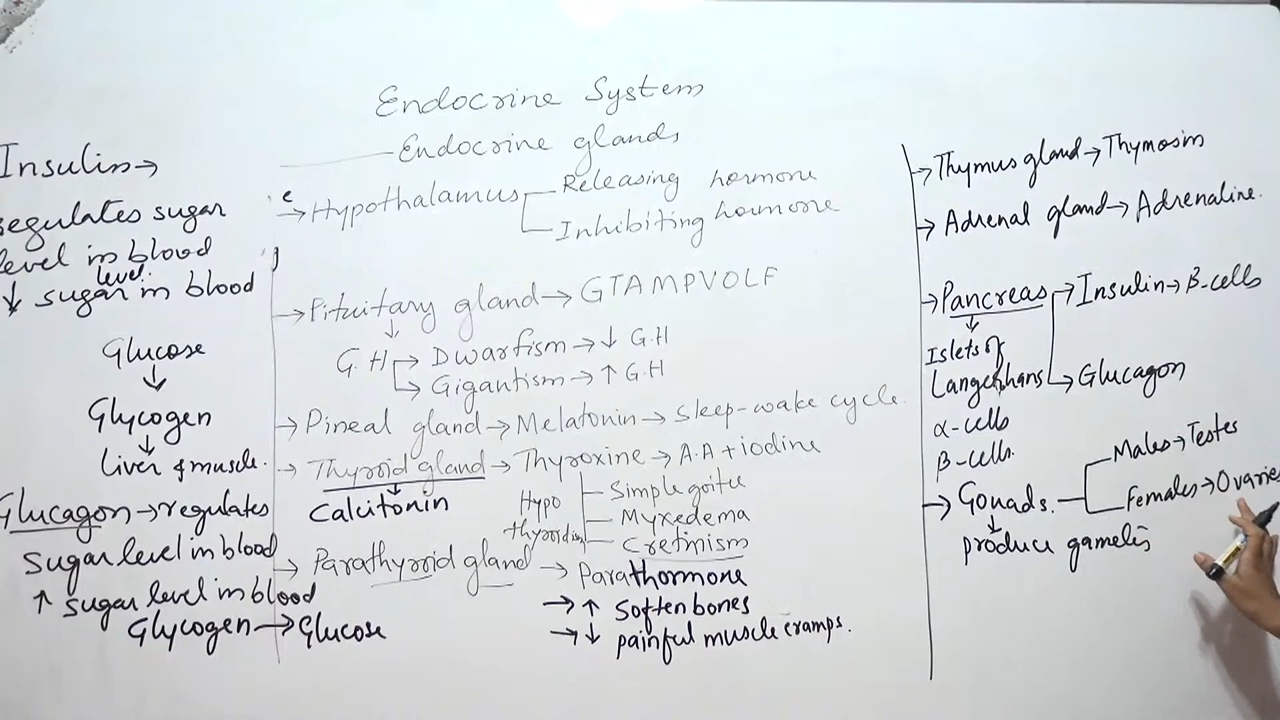 Endocrine System
Endocrine glands
Insulin →
regulates sugar
level in blood
level.
↓ sugar in blood
Glucose
↓
Glycogen
↓
Liver & muscle.
Glucagon → regulates
Sugar level in blood
↑ sugar level in blood
Glycogen → Glucose
→ Hypothalamus
Releasing hormone
Inhibiting hormone
→ Pituitary gland → GTAMPVOLF
↓
G.H → Dwarfism → ↓ G.H
→ Gigantism → ↑ G.H
→ Pineal gland → Melatonin → Sleep-wake cycle.
→ Thyroid gland → Thyroxine → A.A + iodine
↓
Calcitonin
Hypo
thyroidism
Simple goitre
Myxedema
Cretinism
→ Parathyroid gland → Parathormone
→ ↑ Soften bones
→ ↓ painful muscle cramps.
→ Thymus gland → Thymosin
→ Adrenal gland → Adrenaline.
→ Pancreas → Insulin → β-cells
↓
Islets of
Langerhans → Glucagon
α-cells
β-cells.
→ Gonads.
Males → Testes
Females → Ovaries
↓
produce gametes